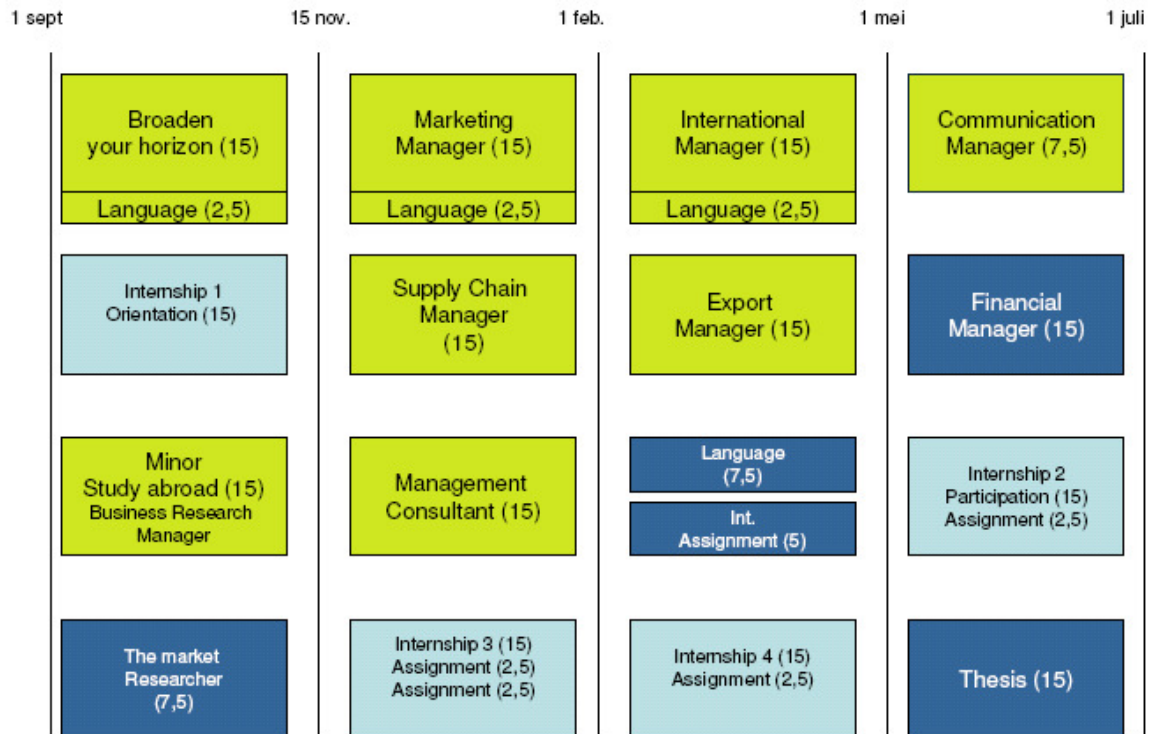 1 sept
15 nov.
1 feb.
1 mei
1 juli
Broaden
your horizon (15)
Language (2,5)
Marketing
Manager (15)
Language (2,5)
International
Manager (15)
Language (2,5)
Communication
Manager (7,5)
Internship 1
Orientation (15)
Supply Chain
Manager
(15)
Export
Manager (15)
Financial
Manager (15)
Minor
Study abroad (15)
Business Research
Manager
Management
Consultant (15)
Language
(7,5)
Int.
Assignment (5)
Internship 2
Participation (15)
Assignment (2,5)
The market
Researcher
(7,5)
Internship 3 (15)
Assignment (2,5)
Assignment (2,5)
Internship 4 (15)
Assignment (2,5)
Thesis (15)